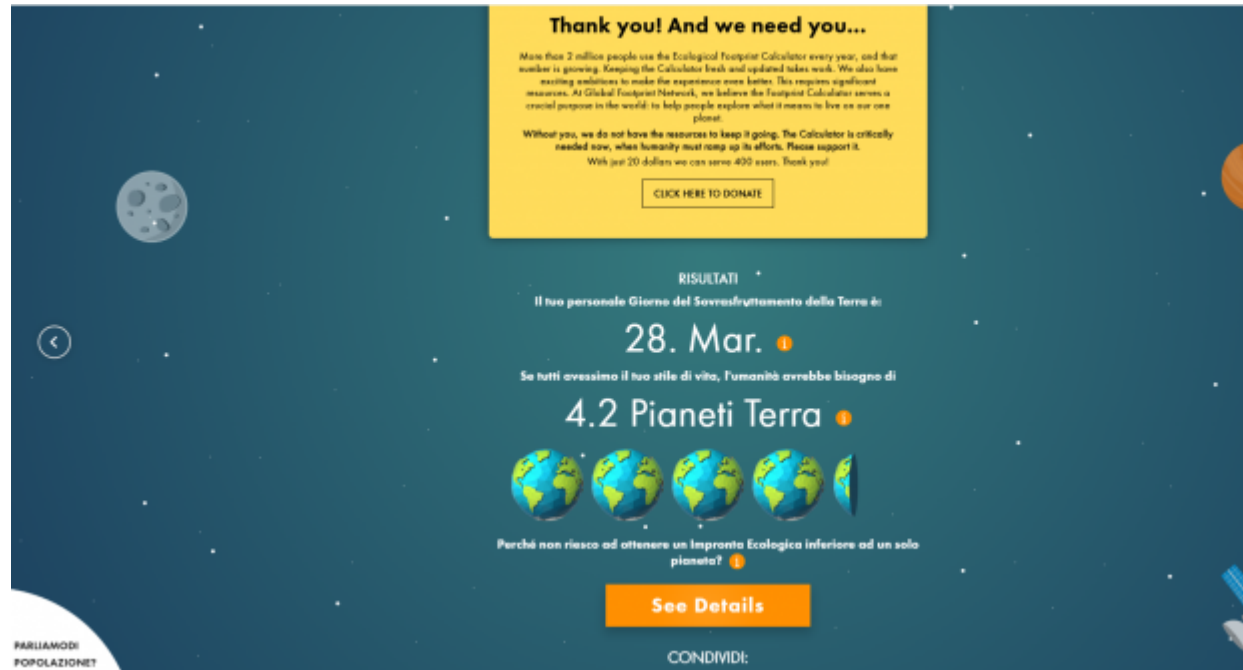 Thank you! And we need you...
More than 2 million people use the Ecological Footprint Calculator every year, and that
number is growing. Keeping the Calculator fresh and updated takes work. We also have
exciting ambitions to make the experience even better. This requires significant
resources. At Global Footprint Network, we believe the Footprint Calculator serves a
crucial purpose in the world: to help people explore what it means to live on our one
planet.
Without you, we do not have the resources to keep it going. The Calculator is critically
needed now, when humanity must ramp up its efforts. Please support it.
With just 20 dollars we can serve 400 users. Thank you!
CLICK HERE TO DONATE
RISULTATI
Il tuo personale Giorno del Sovrasfruttamento della Terra è:
28. Mar.
Se tutti avessimo il tuo stile di vita, l'umanità avrebbe bisogno di
4.2 Pianeti Terra
Perché non riesco ad ottenere un Impronta Ecologica inferiore ad un solo
pianeta?
See Details
PARLIAMODI
POPOLAZIONE?
CONDIVIDI: